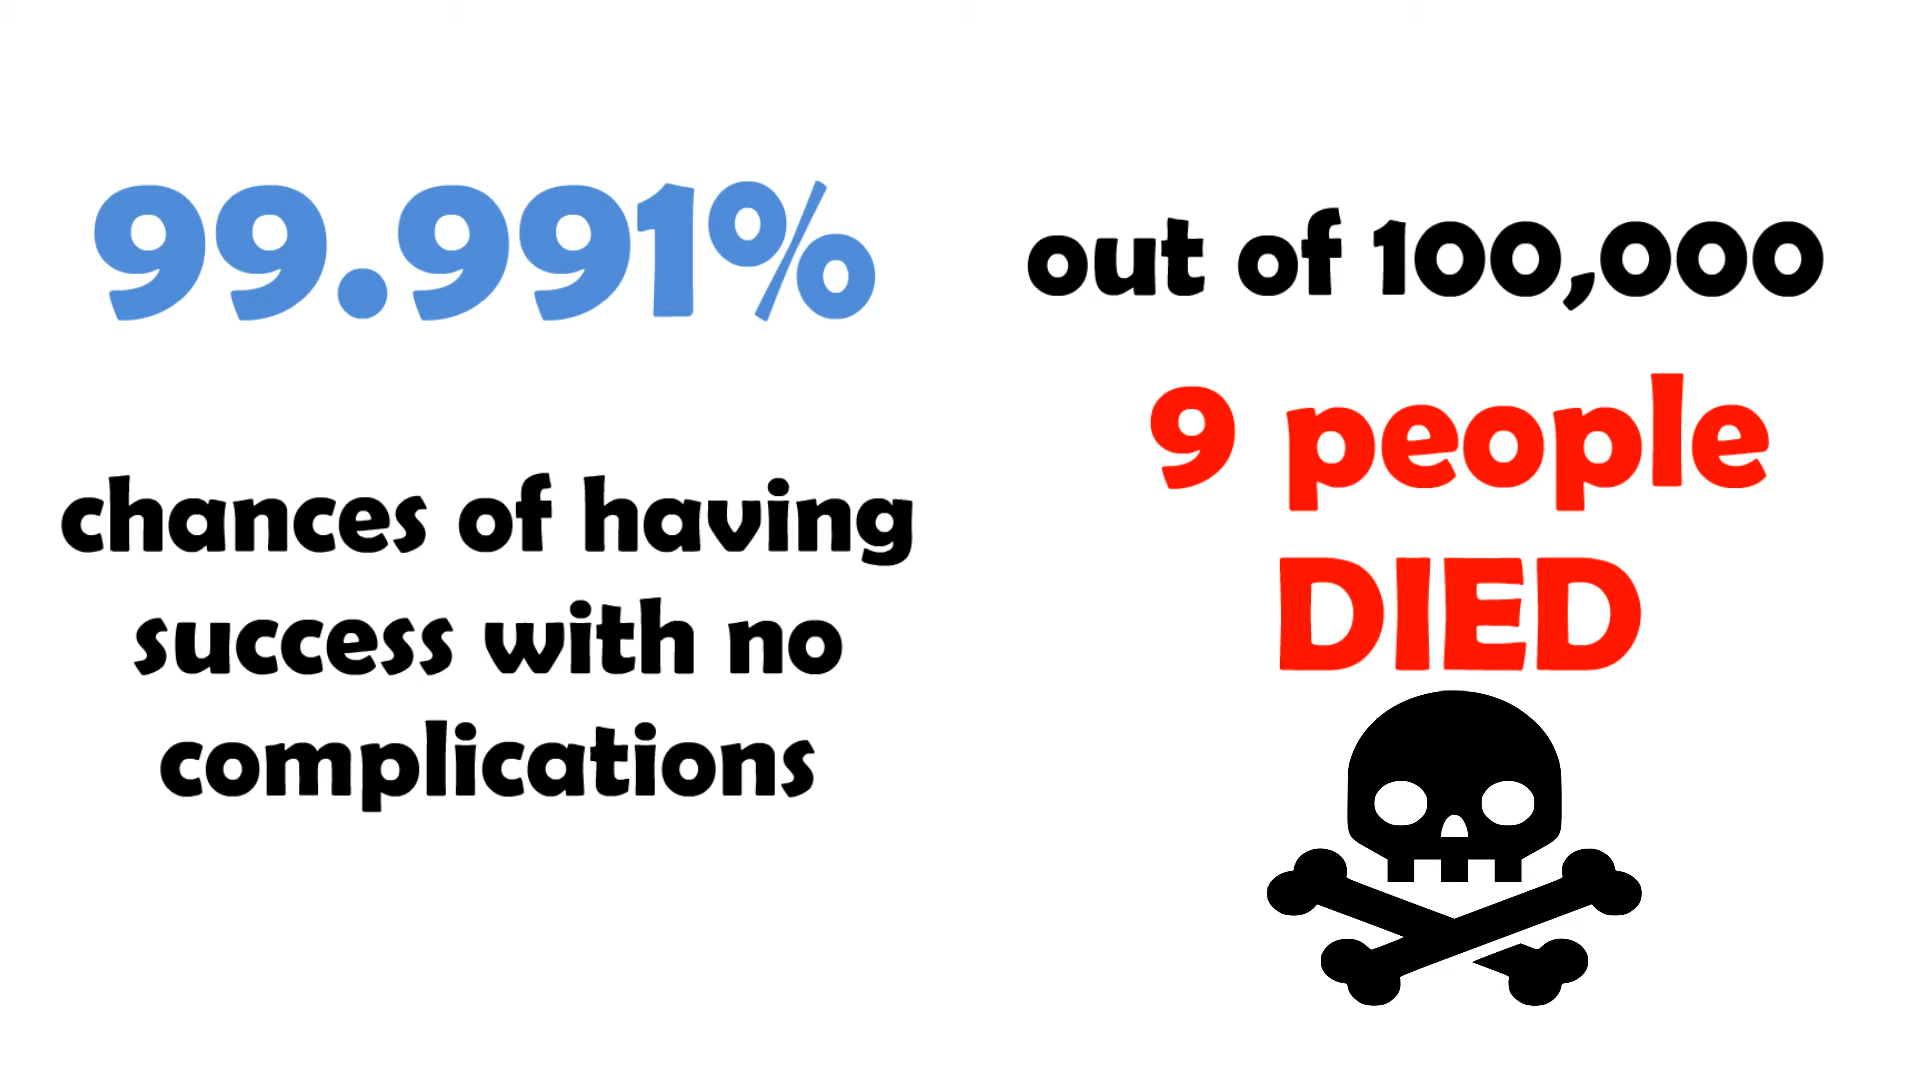 99.991%
chances of having
success with no
complications
out of 100,000
9 people
DIED